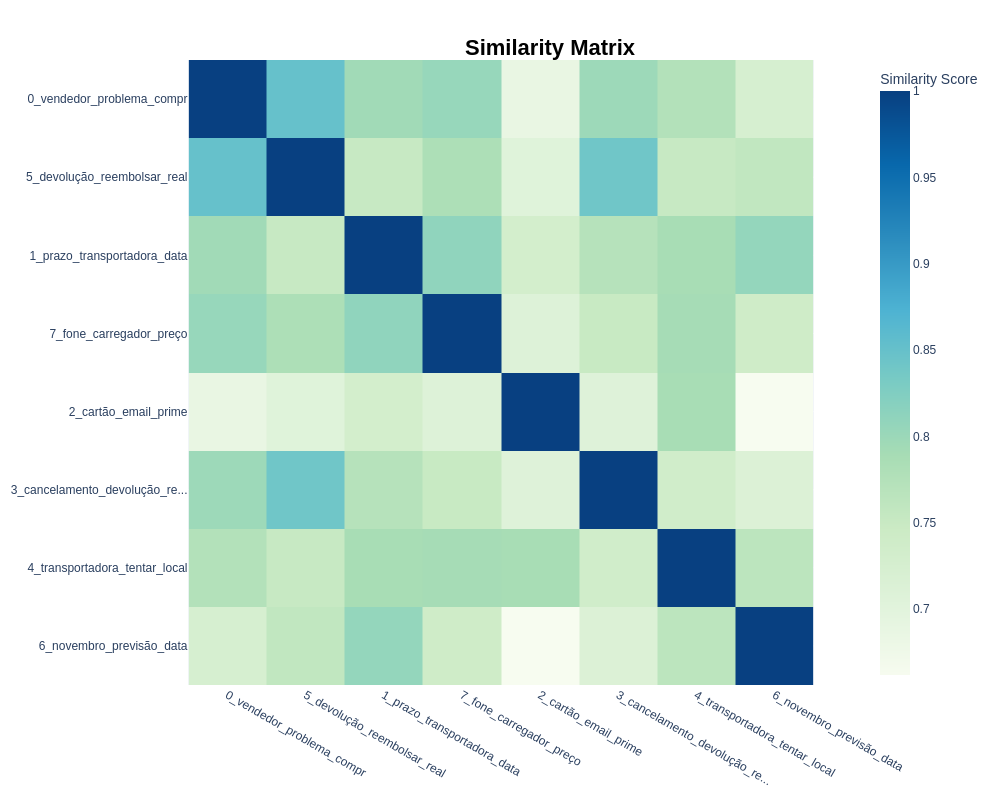 Similarity Matrix
Similarity Score
0_vendedor_problema_compr
5_devolução_reembolsar_real
1_prazo_transportadora_data
7_fone_carregador_preço
2_cartão_email_prime
3_cancelamento_devolução_re...
4_transportadora_tentar_local
6_novembro_previsão_data
1
0.95
0.9
0.85
0.8
0.75
0.7
0_vendedor_problema_compr
5_devolução_reembolsar_real
1_prazo_transportadora_data
7_fone_carregador_preço
2_cartão_email_prime
3_cancelamento_devolução_re...
4_transportadora_tentar_local
6_novembro_previsão_data